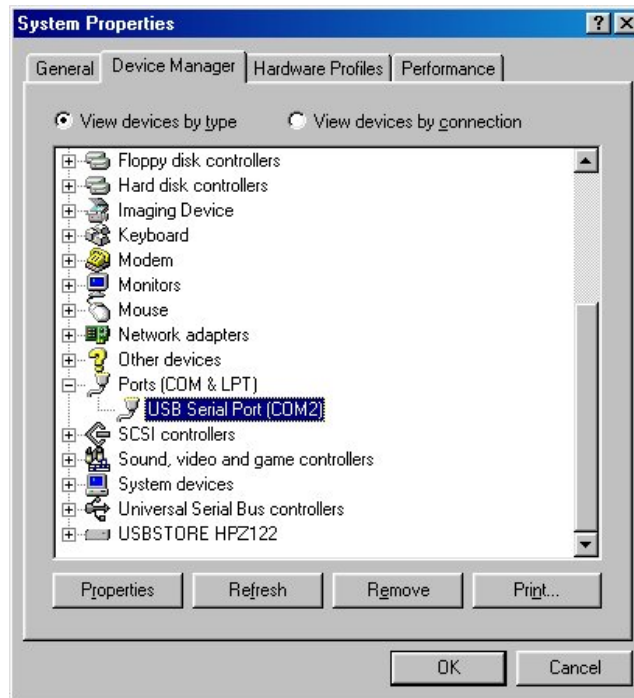 System Properties
General Device Manager Hardware Profiles Performance
View devices by type View devices by connection
Floppy disk controllers
Hard disk controllers
Imaging Device
Keyboard
Modem
Monitors
Mouse
Network adapters
Other devices
Ports (COM & LPT)
USB Serial Port (COM2)
SCSI controllers
Sound, video and game controllers
System devices
Universal Serial Bus controllers
USBSTORE HPZ122
Properties Refresh Remove Print...
OK Cancel